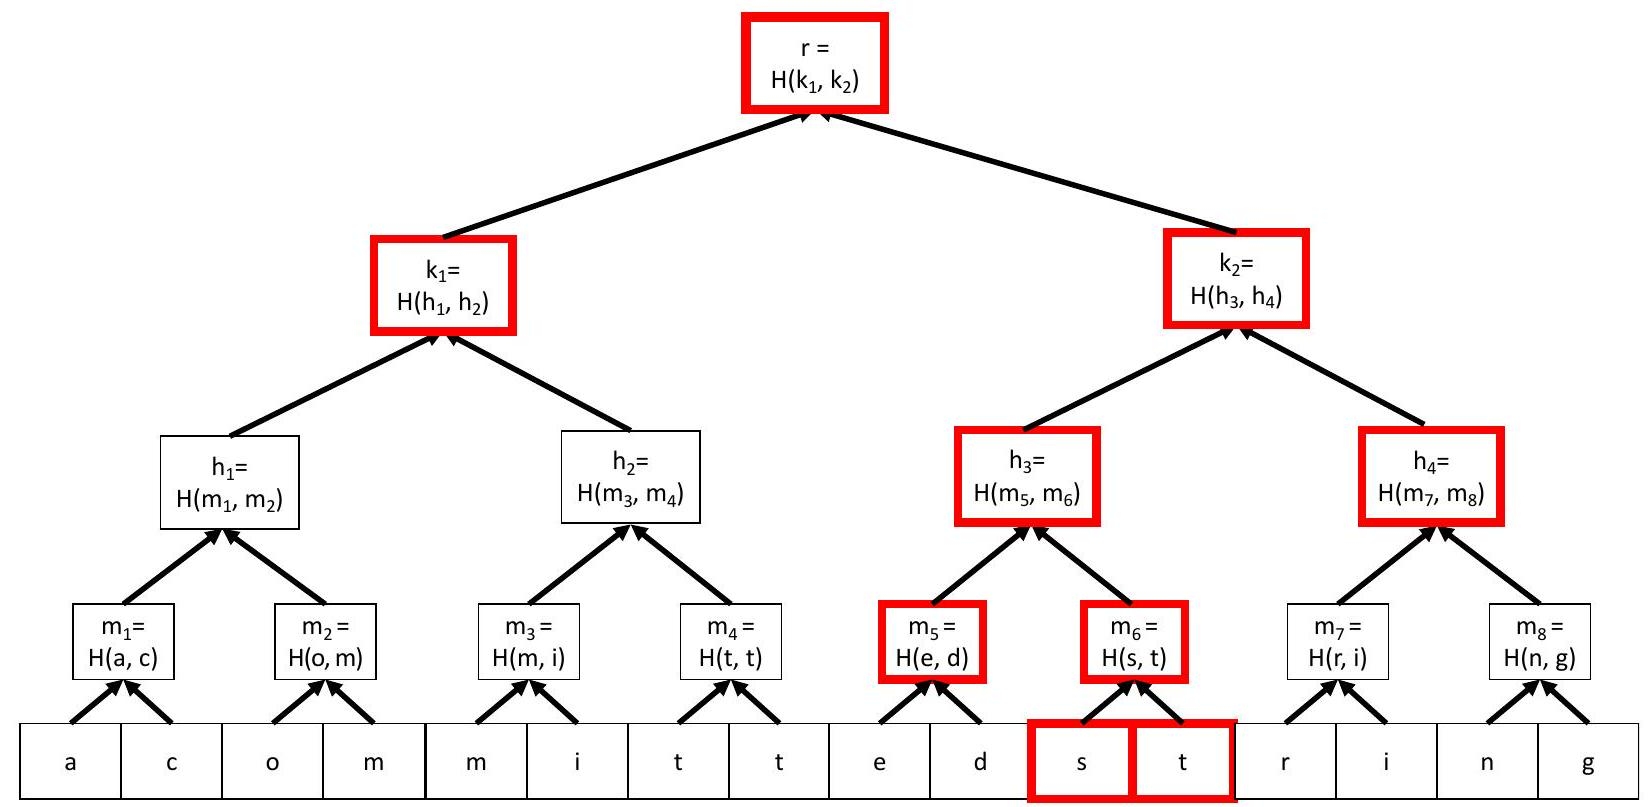 r =
H(k₁, k₂)
k₁=
H(h₁, h₂)
k₂=
H(h₃, h₄)
h₁=
H(m₁, m₂)
h₂=
H(m₃, m₄)
h₃=
H(m₅, m₆)
h₄=
H(m₇, m₈)
m₁=
H(a, c)
m₂ =
H(o, m)
m₃ =
H(m, i)
m₄ =
H(t, t)
m₅ =
H(e, d)
m₆ =
H(s, t)
m₇ =
H(r, i)
m₈ =
H(n, g)
a c o m m i t t e d s t r i n g